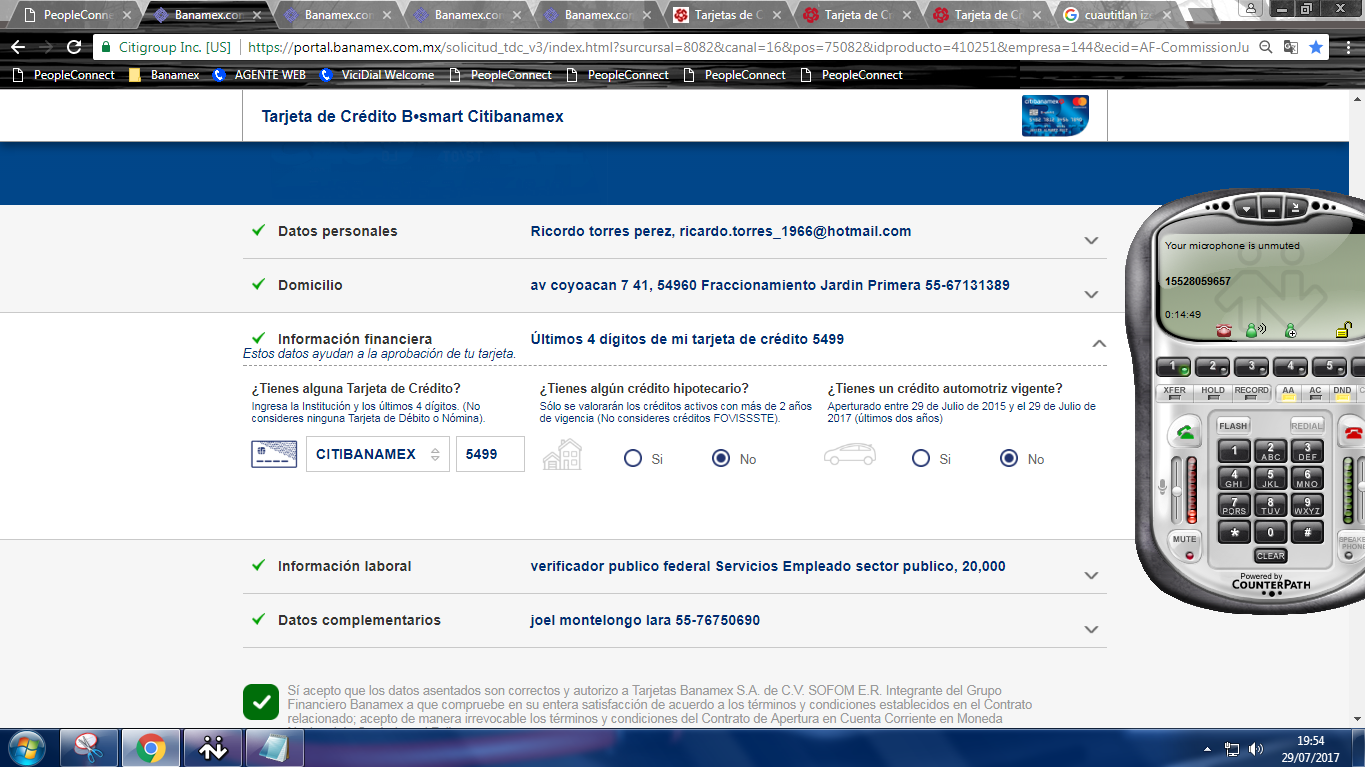 PeopleConne
Banamex.co
Banamex.co
Banamex.co
Banamex.co
Tarjetas de C
Tarjeta de C
Tarjeta de C
cuautitlan iz
Citigroup Inc. [US]
https://portal.banamex.com.mx/solicitud_tdc_v3/index.html?surcursal=8082&canal=16&pos=75082&idproducto=410251&empresa=144&ecid=AF-CommissionJu
PeopleConnect
Banamex
AGENTE WEB
ViciDial Welcome
PeopleConnect
PeopleConnect
PeopleConnect
PeopleConnect
Tarjeta de Crédito B•smart Citibanamex
Datos personales
Ricordo torres perez, ricardo.torres_1966@hotmail.com
Domicilio
av coyoacan 7 41, 54960 Fraccionamiento Jardin Primera 55-67131389
Información financiera
Últimos 4 dígitos de mi tarjeta de crédito 5499
Estos datos ayudan a la aprobación de tu tarjeta.
¿Tienes alguna Tarjeta de Crédito?
Ingresa la Institución y los últimos 4 dígitos. (No
consideres ninguna Tarjeta de Débito o Nómina).
CITIBANAMEX
5499
¿Tienes algún crédito hipotecario?
Sólo se valorarán los créditos activos con más de 2 años
de vigencia (No consideres créditos FOVISSSTE).
Si
No
¿Tienes un crédito automotriz vigente?
Aperturado entre 29 de Julio de 2015 y el 29 de Julio de
2017 (últimos dos años)
Si
No
Información laboral
verificador publico federal Servicios Empleado sector publico, 20,000
Datos complementarios
joel montelongo lara 55-76750690
Sí acepto que los datos asentados son correctos y autorizo a Tarjetas Banamex S.A. de C.V. SOFOM E.R. Integrante del Grupo
Financiero Banamex a que compruebe en su entera satisfacción de acuerdo a los términos y condiciones establecidos en el Contrato
relacionado; acepto de manera irrevocable los términos y condiciones del Contrato de Apertura en Cuenta Corriente en Moneda
Your microphone is unmuted
15528059657
0:14:49
1
2
3
4
5
XFER
HOLD
RECORD
AA
AC
DND
FLASH
REDIAL
1
2 ABC
3 DEF
4 GHI
5 JKL
6 MNO
7 PQRS
8 TUV
9 WXYZ
*
0
#
MUTE
CLEAR
SPEAKE
PHONE
Powered by
COUNTERPATH
19:54
29/07/2017